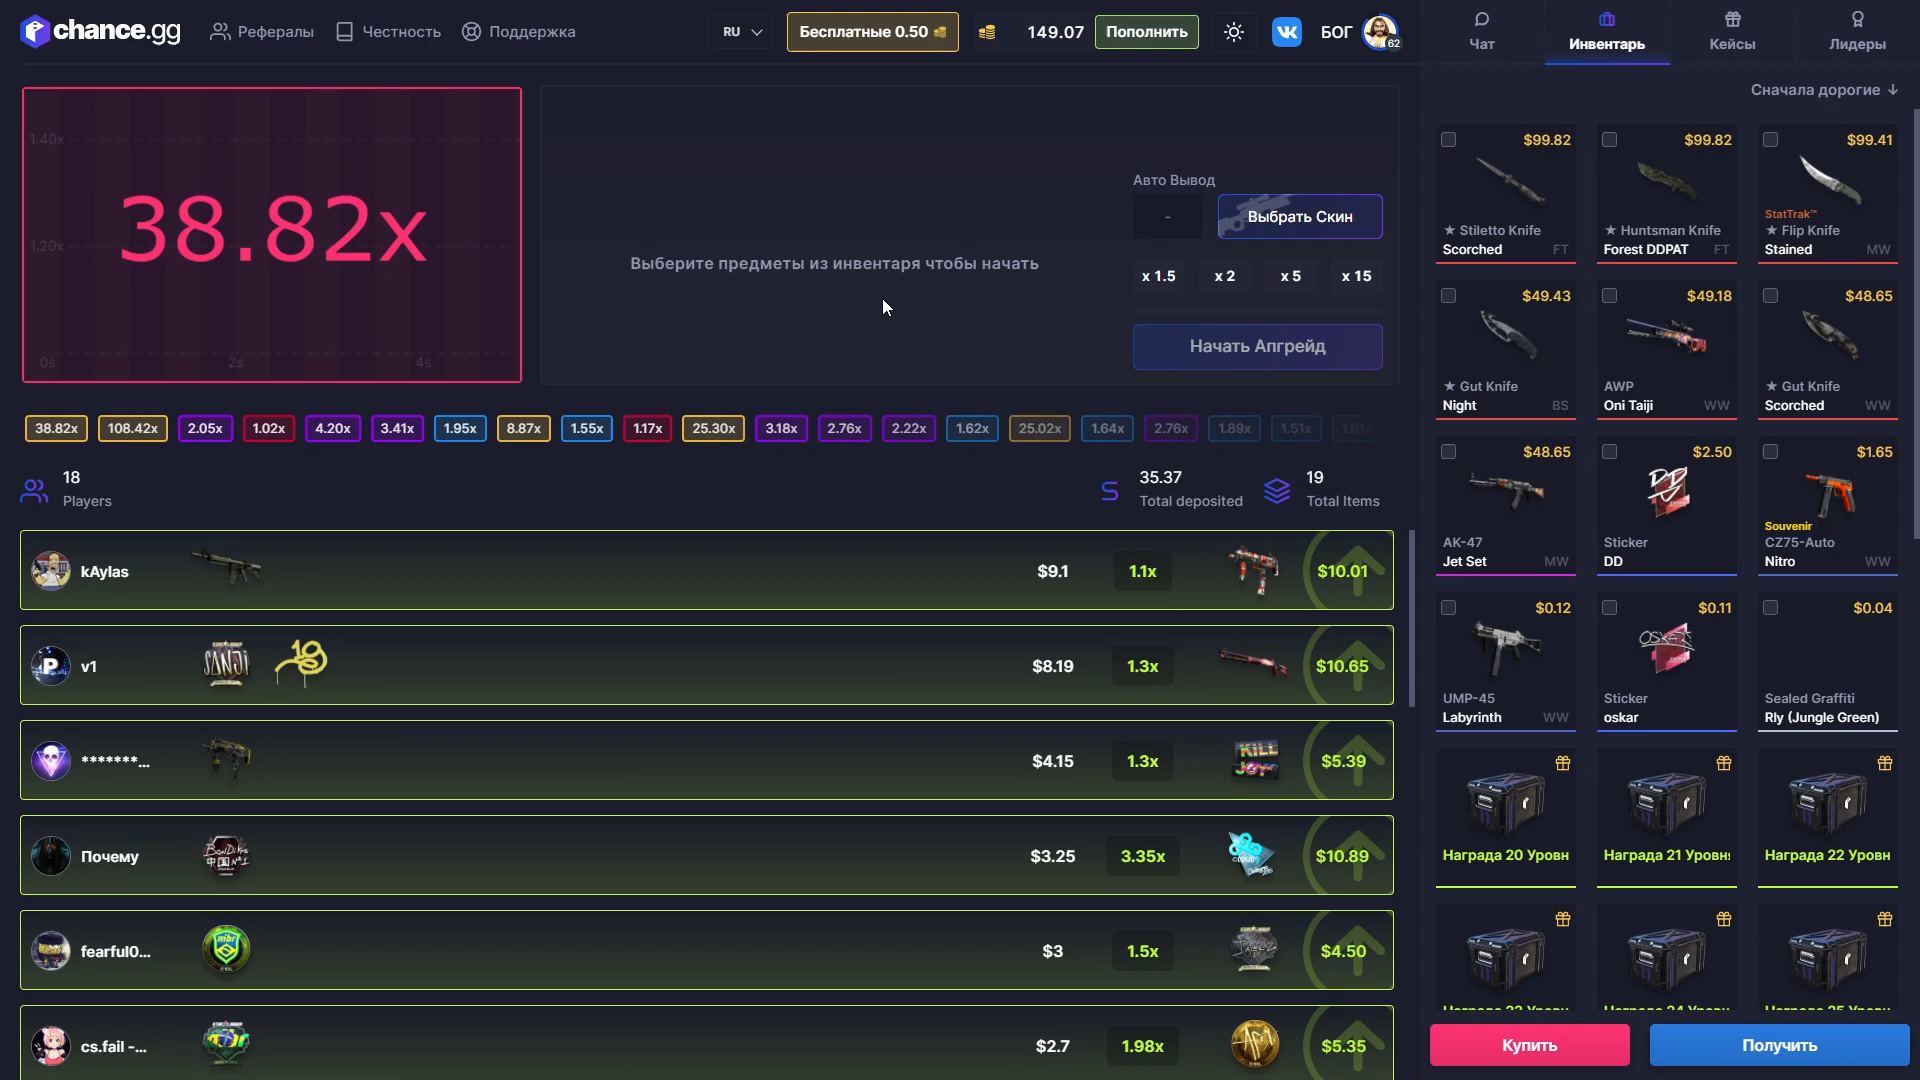 chance.gg
Рефералы
Честность
Поддержка
RU
Бесплатные 0.50
149.07
Пополнить
БОГ
62
Чат
Инвентарь
Кейсы
Лидеры
1.40x
1.20x
38.82x
0s
2s
4s
Выберите предметы из инвентаря чтобы начать
Авто Вывод
-
Выбрать Скин
x 1.5
x 2
x 5
x 15
Начать Апгрейд
38.82x
108.42x
2.05x
1.02x
4.20x
3.41x
1.95x
8.87x
1.55x
1.17x
25.30x
3.18x
2.76x
2.22x
1.62x
25.02x
1.64x
2.76x
1.89x
1.51x
18
Players
35.37
Total deposited
19
Total Items
kAylas
$9.1
1.1x
$10.01
v1
$8.19
1.3x
$10.65
*******...
$4.15
1.3x
KILL
JOY
$5.39
Почему
$3.25
3.35x
$10.89
fearful0...
$3
1.5x
$4.50
cs.fail -...
$2.7
1.98x
$5.35
Сначала дорогие
$99.82
★ Stiletto Knife
Scorched FT
$99.82
★ Huntsman Knife
Forest DDPAT FT
$99.41
StatTrak™
★ Flip Knife
Stained MW
$49.43
★ Gut Knife
Night BS
$49.18
AWP
Oni Taiji WW
$48.65
★ Gut Knife
Scorched WW
$48.65
AK-47
Jet Set MW
$2.50
Sticker
DD
$1.65
Souvenir
CZ75-Auto
Nitro WW
$0.12
UMP-45
Labyrinth WW
$0.11
Sticker
oskar
$0.04
Sealed Graffiti
Rly (Jungle Green)
Награда 20 Уровн
Награда 21 Уровня
Награда 22 Уровн
Награда 23 Уровн
Награда 24 Уровн
Награда 25 Уровн
Купить
Получить